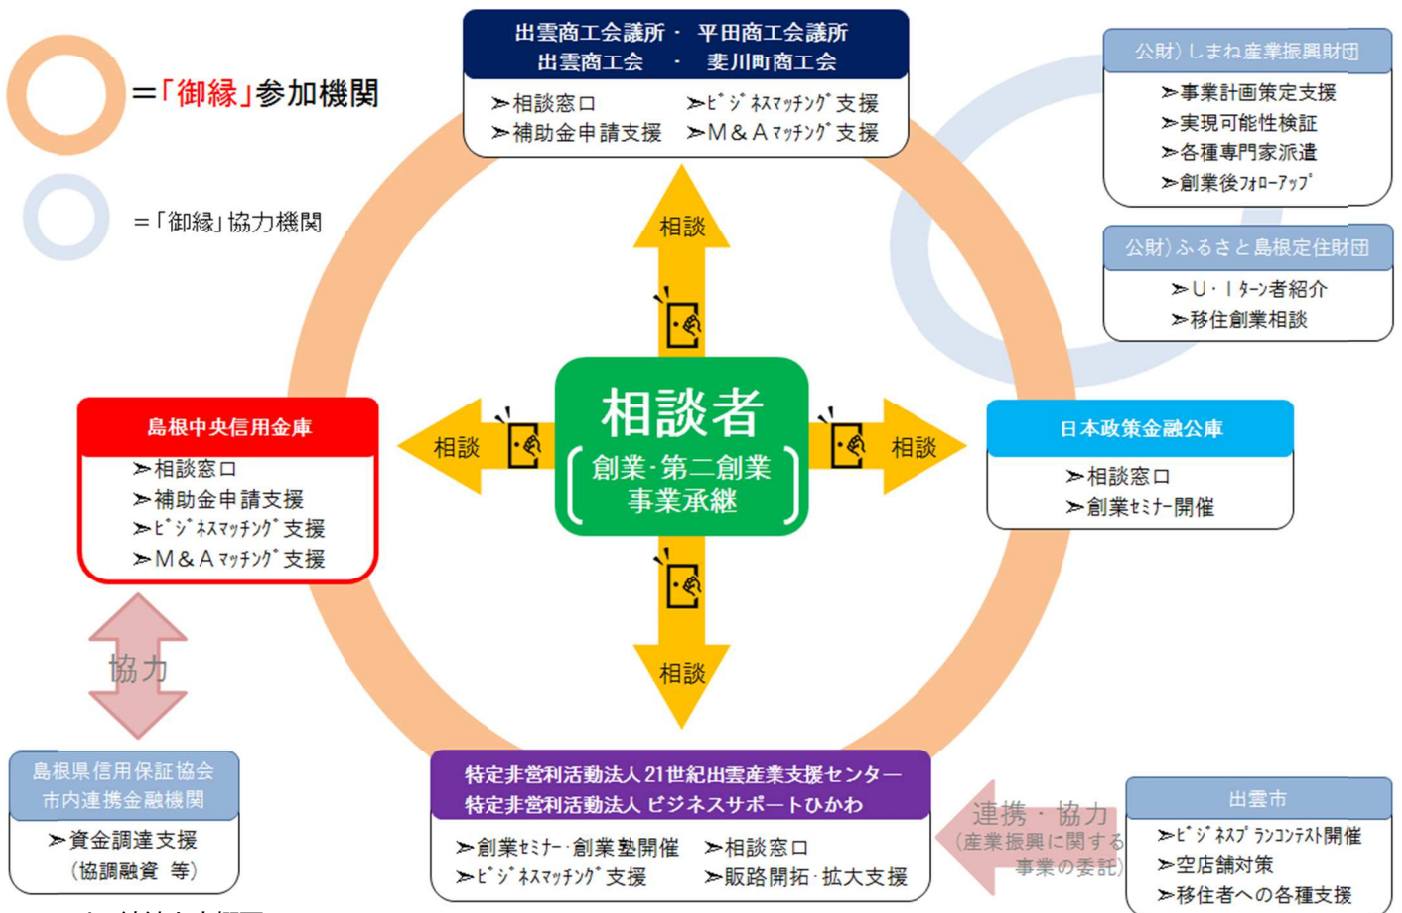 ＝「御縁」参加機関
＝「御縁」協力機関
出雲商工会議所・ 平田商工会議所
出雲商工会 ・ 斐川町商工会
➢相談窓口 ➢ﾋﾞｼﾞﾈｽﾏｯﾁﾝｸﾞ支援
➢補助金申請支援 ➢M＆Aﾏｯﾁﾝｸﾞ支援
公財）しまね産業振興財団
➢事業計画策定支援
➢実現可能性検証
➢各種専門家派遣
➢創業後ﾌｫﾛｰｱｯﾌﾟ
公財）ふるさと島根定住財団
➢U・Iﾀｰﾝ者紹介
➢移住創業相談
相談
相談者
創業・第二創業
事業承継
相談
相談
相談
島根中央信用金庫
➢相談窓口
➢補助金申請支援
➢ﾋﾞｼﾞﾈｽﾏｯﾁﾝｸﾞ支援
➢M＆Aﾏｯﾁﾝｸﾞ支援
日本政策金融公庫
➢相談窓口
➢創業ｾﾐﾅｰ開催
協力
島根県信用保証協会
市内連携金融機関
➢資金調達支援
（協調融資 等）
特定非営利活動法人 21世紀出雲産業支援センター
特定非営利活動法人 ビジネスサポートひかわ
➢創業ｾﾐﾅｰ・創業塾開催 ➢相談窓口
➢ﾋﾞｼﾞﾈｽﾏｯﾁﾝｸﾞ支援 ➢販路開拓・拡大支援
連携・協力
（産業振興に関する
事業の委託）
出雲市
➢ﾋﾞｼﾞﾈｽﾌﾟﾗﾝｺﾝﾃｽﾄ開催
➢空店舗対策
➢移住者への各種支援